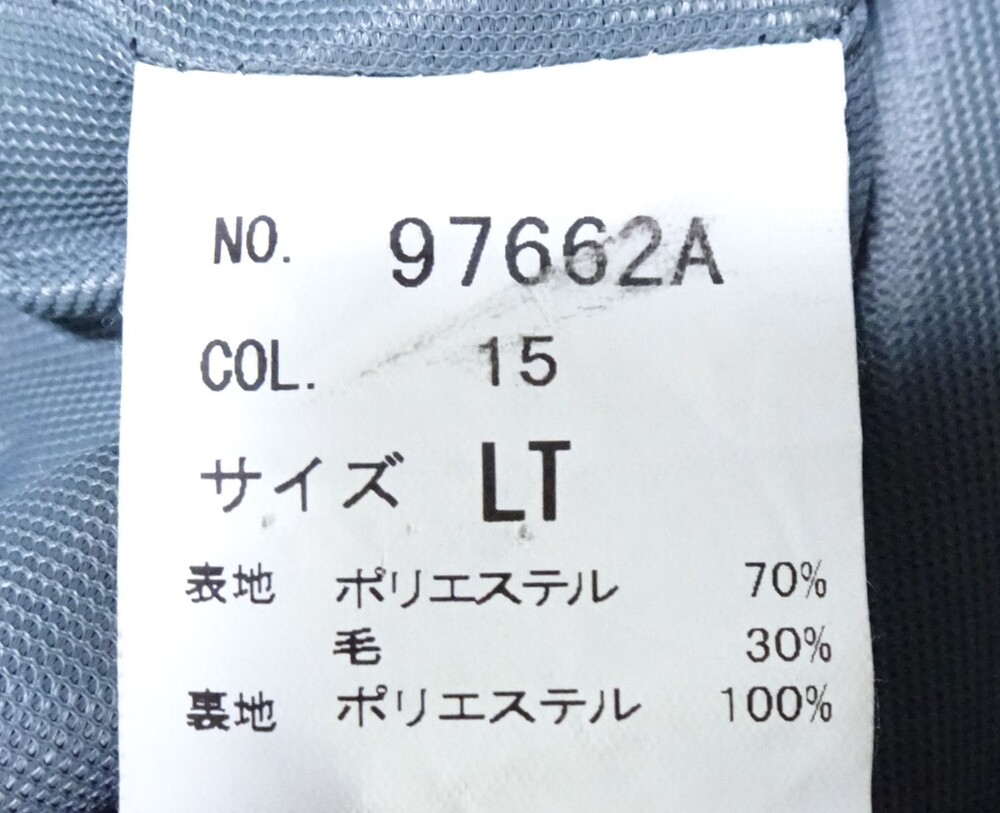 NO. 97662A
COL. 15
サイズ LT
表地 ポリエステル 70%
毛 30%
裏地 ポリエステル 100%